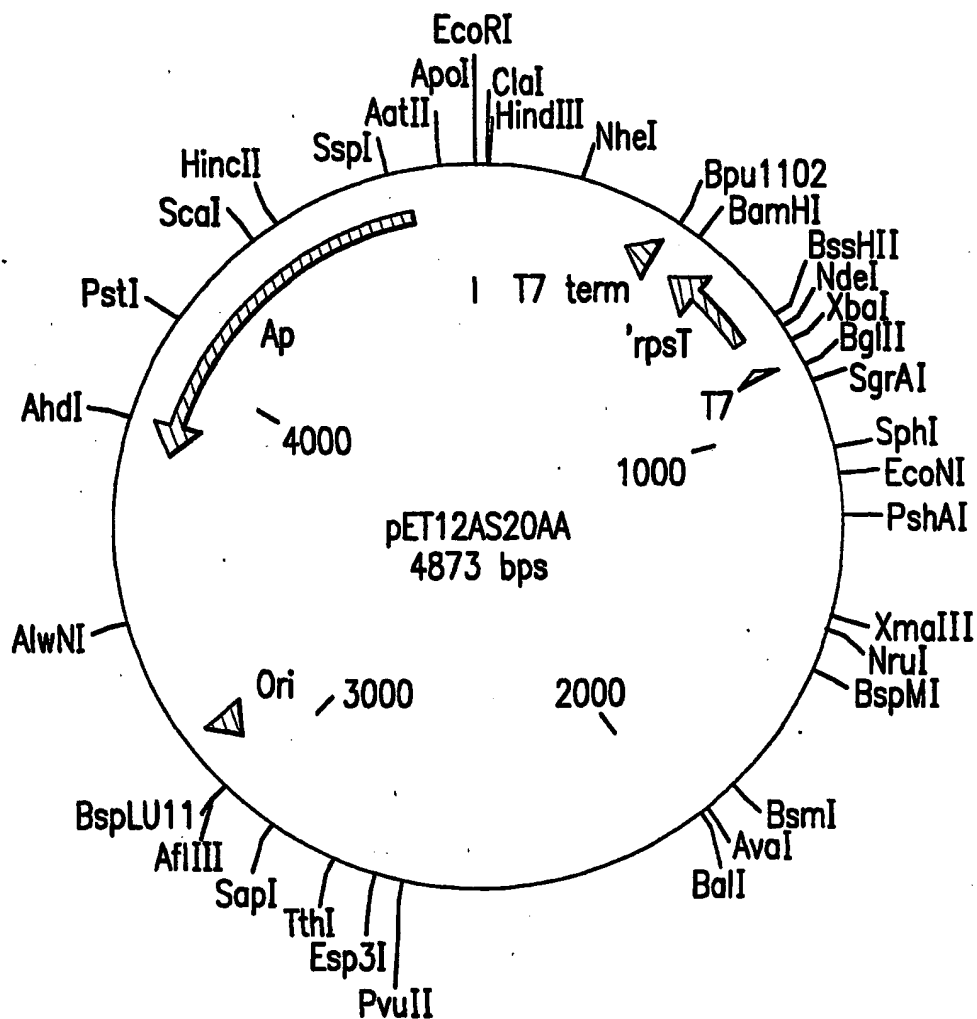 EcoRI
ApoI
ClaI
AatII
HindIII
SspI
NheI
HincII
Bpu1102
ScaI
BamHI
BssHII
NdeI
PstI
I
T7 term
XbaI
Ap
'rpsT
BglII
SgrAI
AhdI
T7
4000
SphI
1000
EcoNI
pET12AS20AA
PshAI
4873 bps
AlwNI
XmaIII
NruI
Ori
3000
2000
BspMI
BspLU11
BsmI
AflIII
AvaI
SapI
BalI
TthI
Esp3I
PvuII